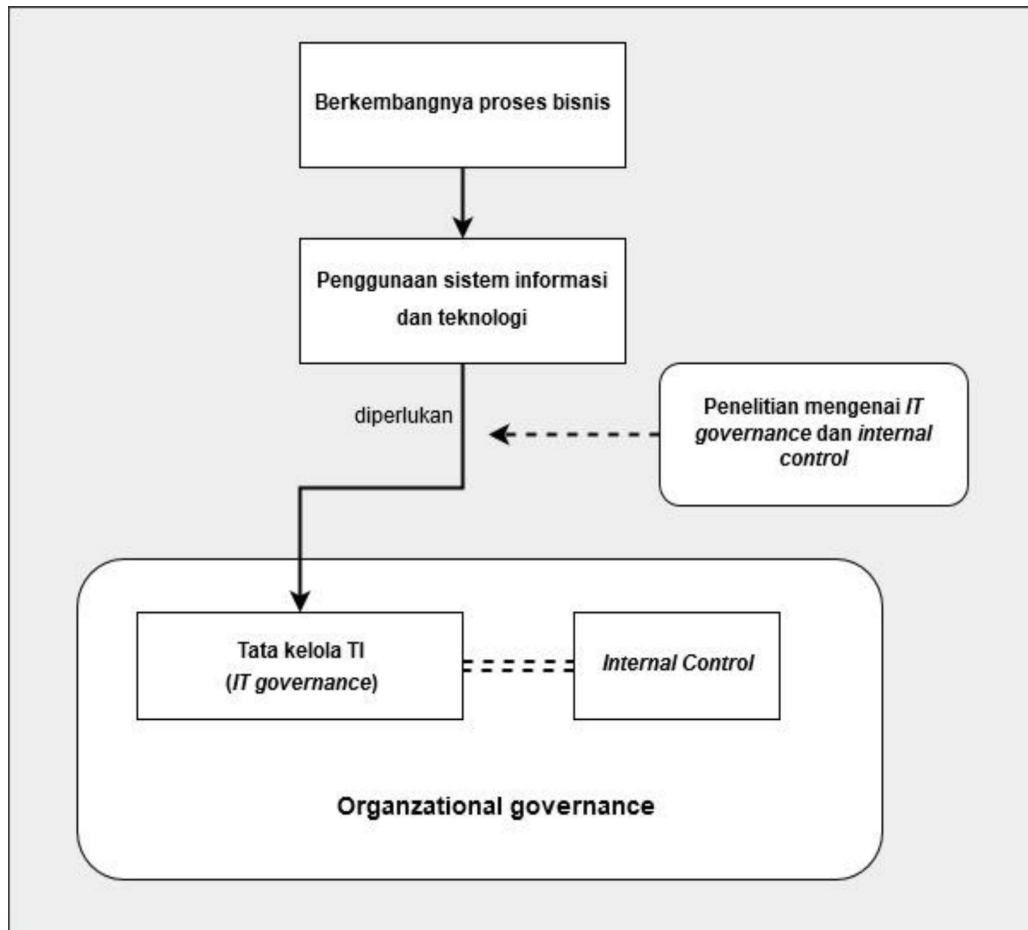 Berkembangnya proses bisnis
Penggunaan sistem informasi
dan teknologi
diperlukan
Penelitian mengenai IT
governance dan internal
control
Tata kelola TI
(IT governance)
Internal Control
Organzational governance